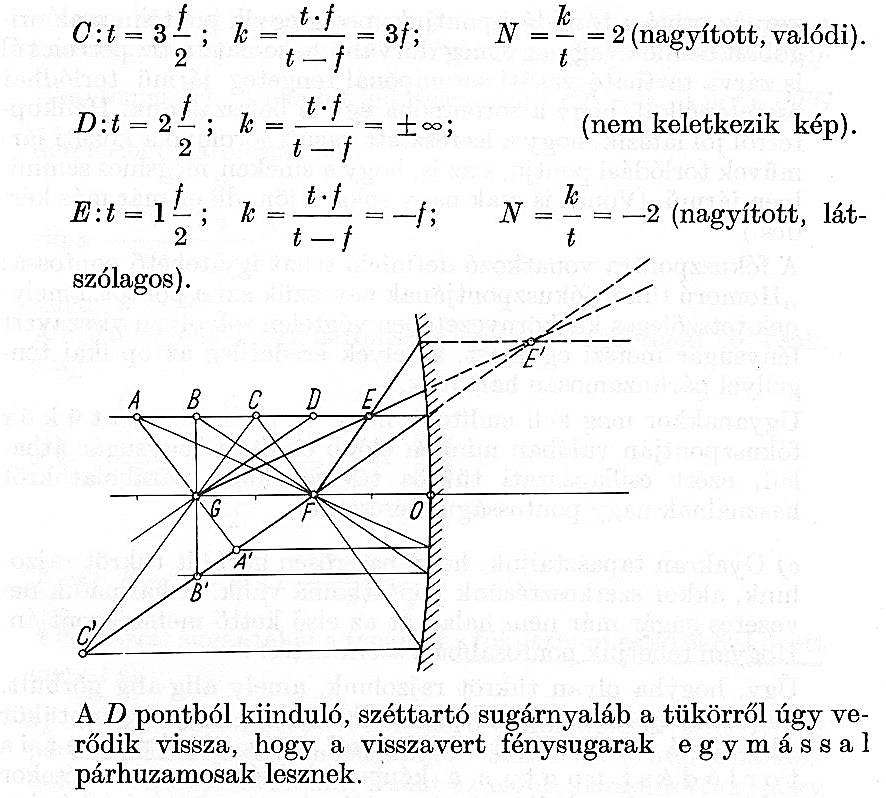 C: t = 3 f/2 ; k = t·f/(t − f) = 3f; N = k/t = 2 (nagyított, valódi).
D: t = 2 f/2 , k = t·f/(t − f) = ±∞; (nem keletkezik kép).
E: t = 1 f/2 ; k = t·f/(t − f) = −f; N = k/t = −2 (nagyított, lát-
szólagos).
E'
A B C D E
G F O
A'
B'
C'
A D pontból kiinduló, széttartó sugárnyaláb a tükörről úgy ve-
rődik vissza, hogy a visszavert fénysugarak egymással
párhuzamosak lesznek.